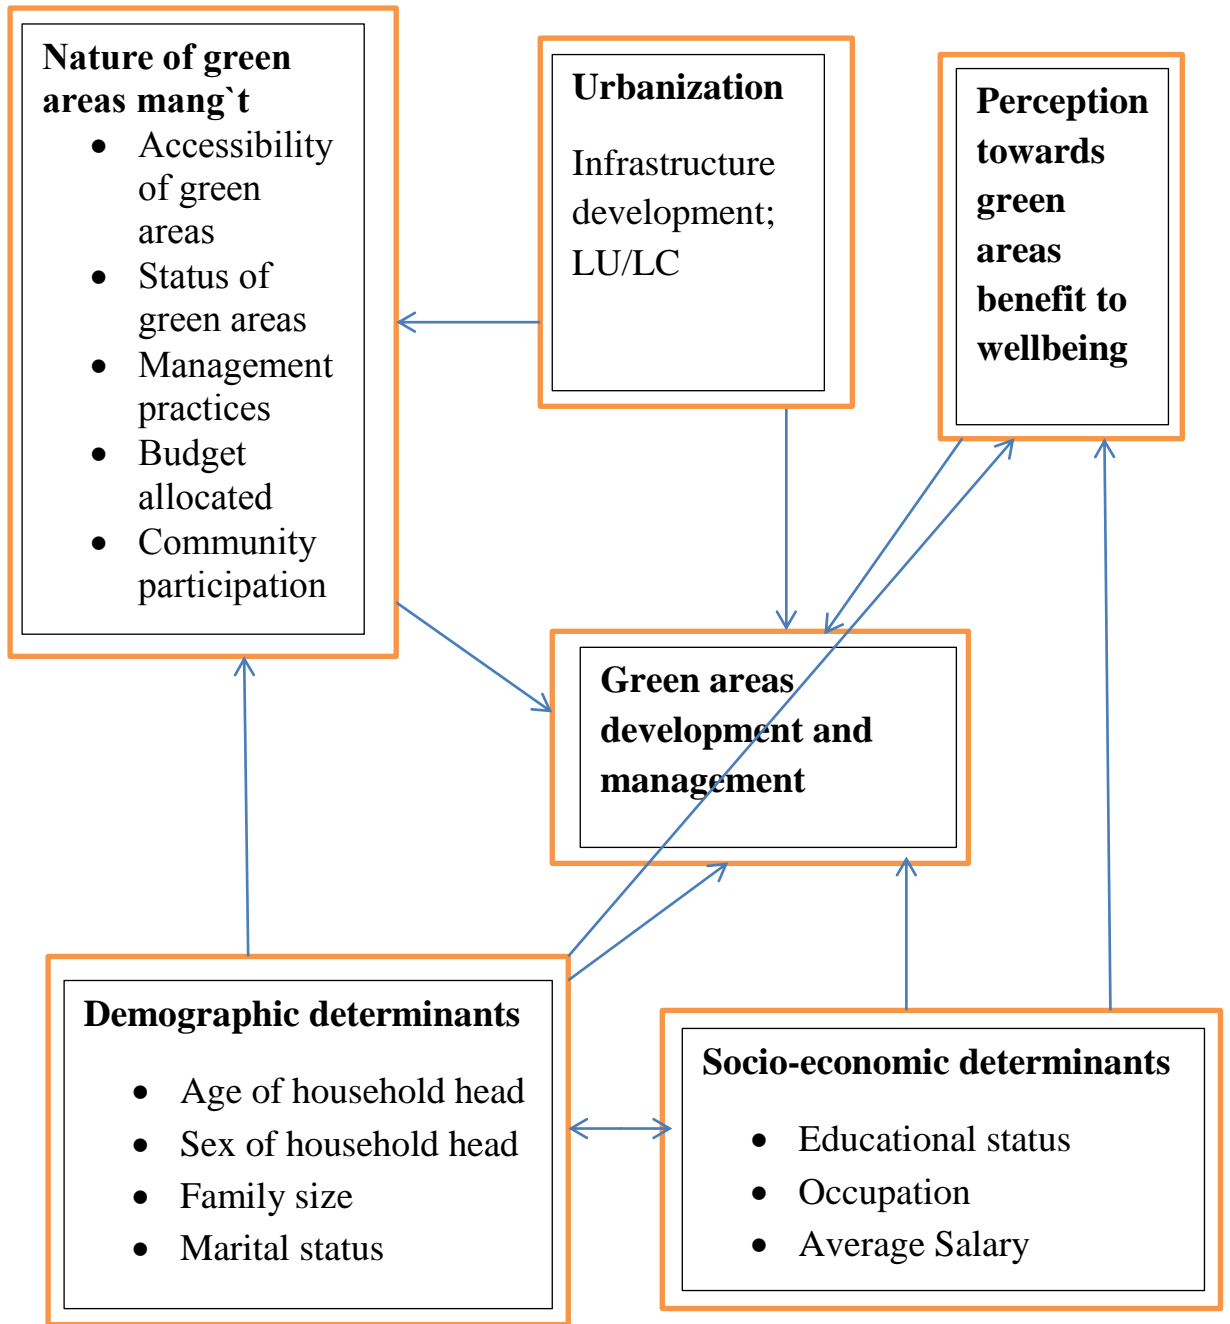 Nature of green
areas mang`t
• Accessibility
of green
areas
• Status of
green areas
• Management
practices
• Budget
allocated
• Community
participation
Urbanization
Infrastructure
development;
LU/LC
Perception
towards
green
areas
benefit to
wellbeing
Green areas
development and
management
Demographic determinants
• Age of household head
• Sex of household head
• Family size
• Marital status
Socio-economic determinants
• Educational status
• Occupation
• Average Salary